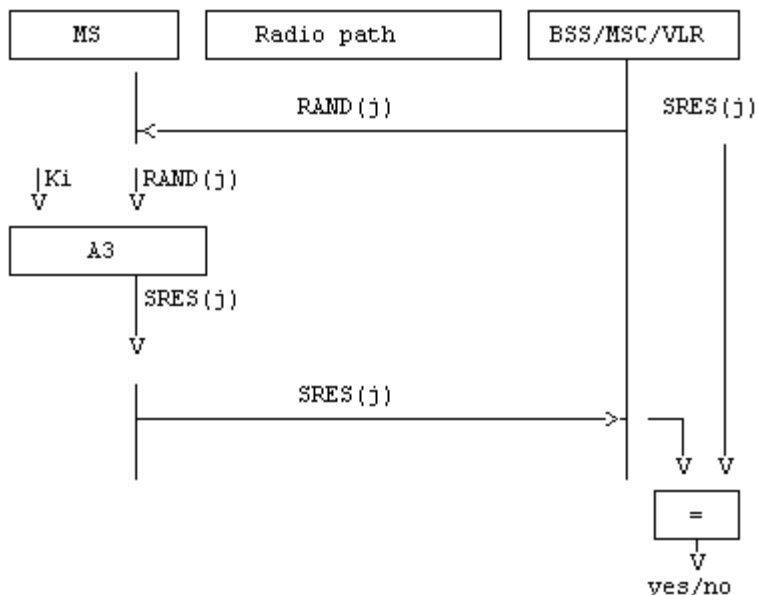 MS
Radio path
BSS/MSC/VLR
RAND(j)
SRES(j)
Ki
RAND(j)
A3
SRES(j)
SRES(j)
=
yes/no